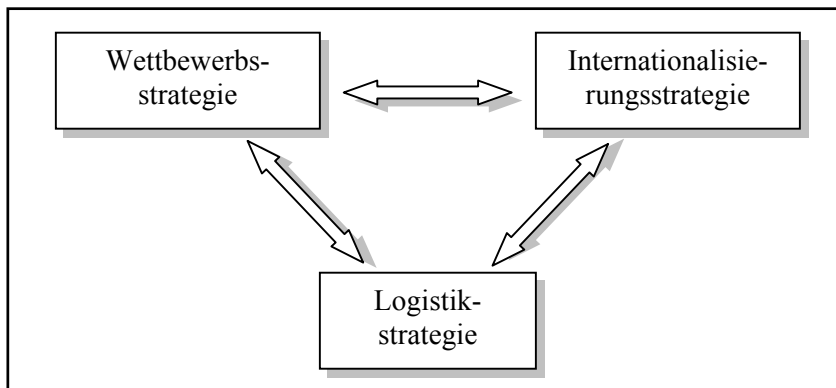 Wettbewerbs-
strategie
Internationalisie-
rungsstrategie
Logistik-
strategie